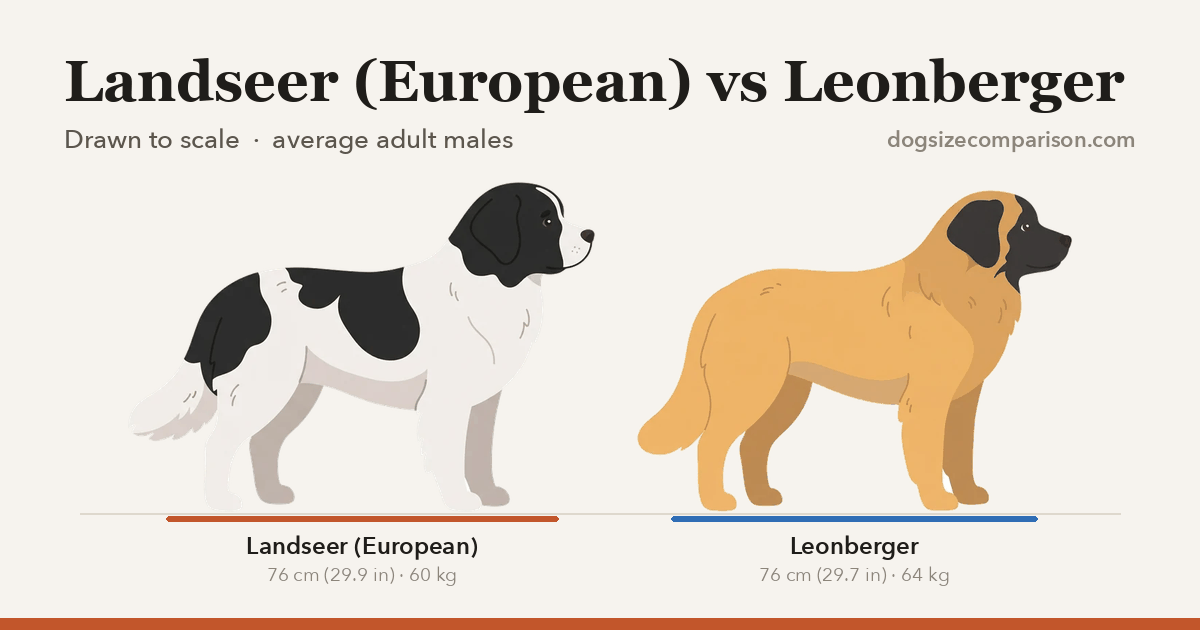 Landseer (European) vs Leonberger
Drawn to scale · average adult males
dogsizecomparison.com
Landseer (European)
76 cm (29.9 in) · 60 kg
Leonberger
76 cm (29.7 in) · 64 kg